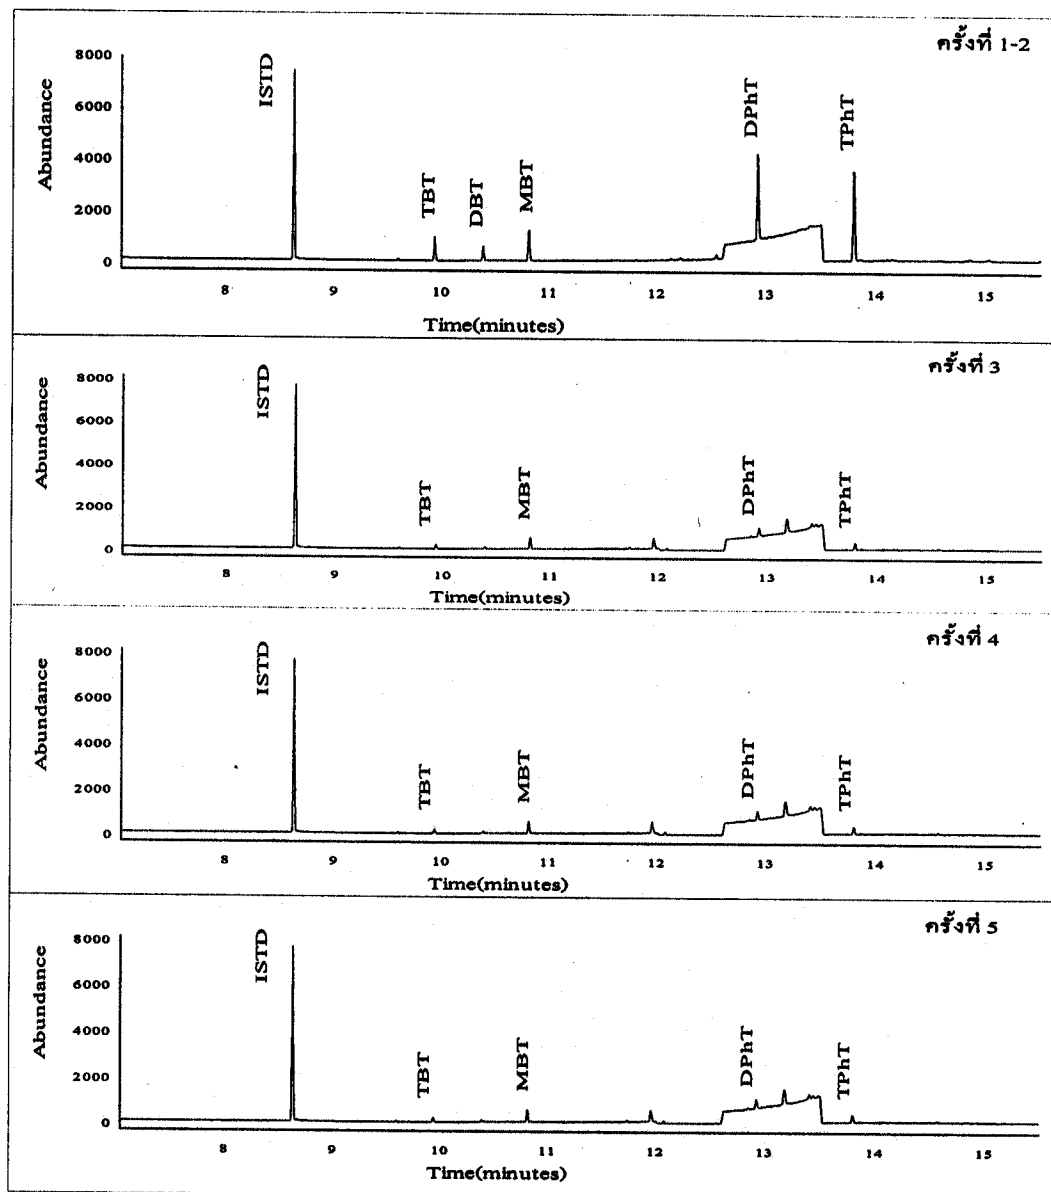 ครั้งที่ 1-2
Abundance
8000
6000
4000
2000
0
ISTD
TBT
DBT
MBT
DPhT
TPhT
8 9 10 11 12 13 14 15
Time(minutes)
ครั้งที่ 3
Abundance
8000
6000
4000
2000
0
ISTD
TBT
MBT
DPhT
TPhT
8 9 10 11 12 13 14 15
Time(minutes)
ครั้งที่ 4
Abundance
8000
6000
4000
2000
0
ISTD
TBT
MBT
DPhT
TPhT
8 9 10 11 12 13 14 15
Time(minutes)
ครั้งที่ 5
Abundance
8000
6000
4000
2000
0
ISTD
TBT
MBT
DPhT
TPhT
8 9 10 11 12 13 14 15
Time(minutes)